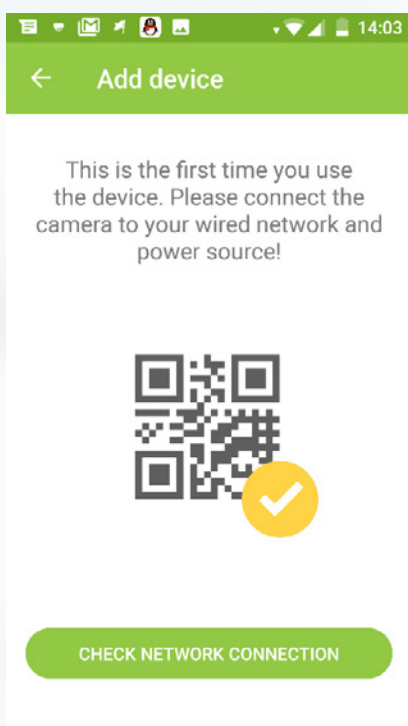 14:03
Add device
This is the first time you use
the device. Please connect the
camera to your wired network and
power source!
CHECK NETWORK CONNECTION